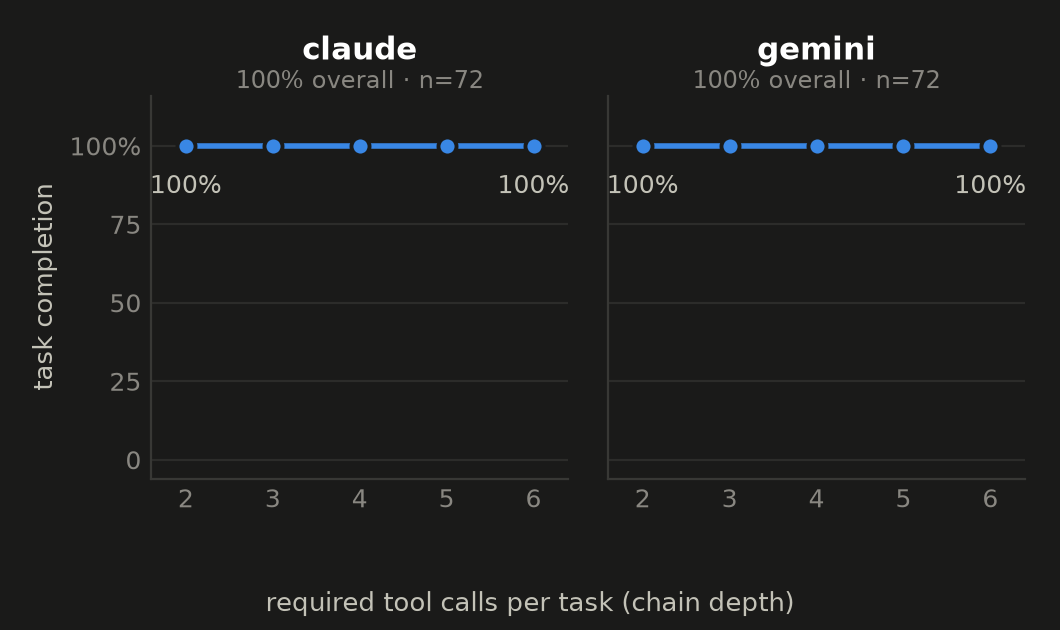 claude
100% overall · n=72
gemini
100% overall · n=72
task completion
100%
75
50
25
0
100%
100%
100%
100%
2 3 4 5 6
2 3 4 5 6
required tool calls per task (chain depth)